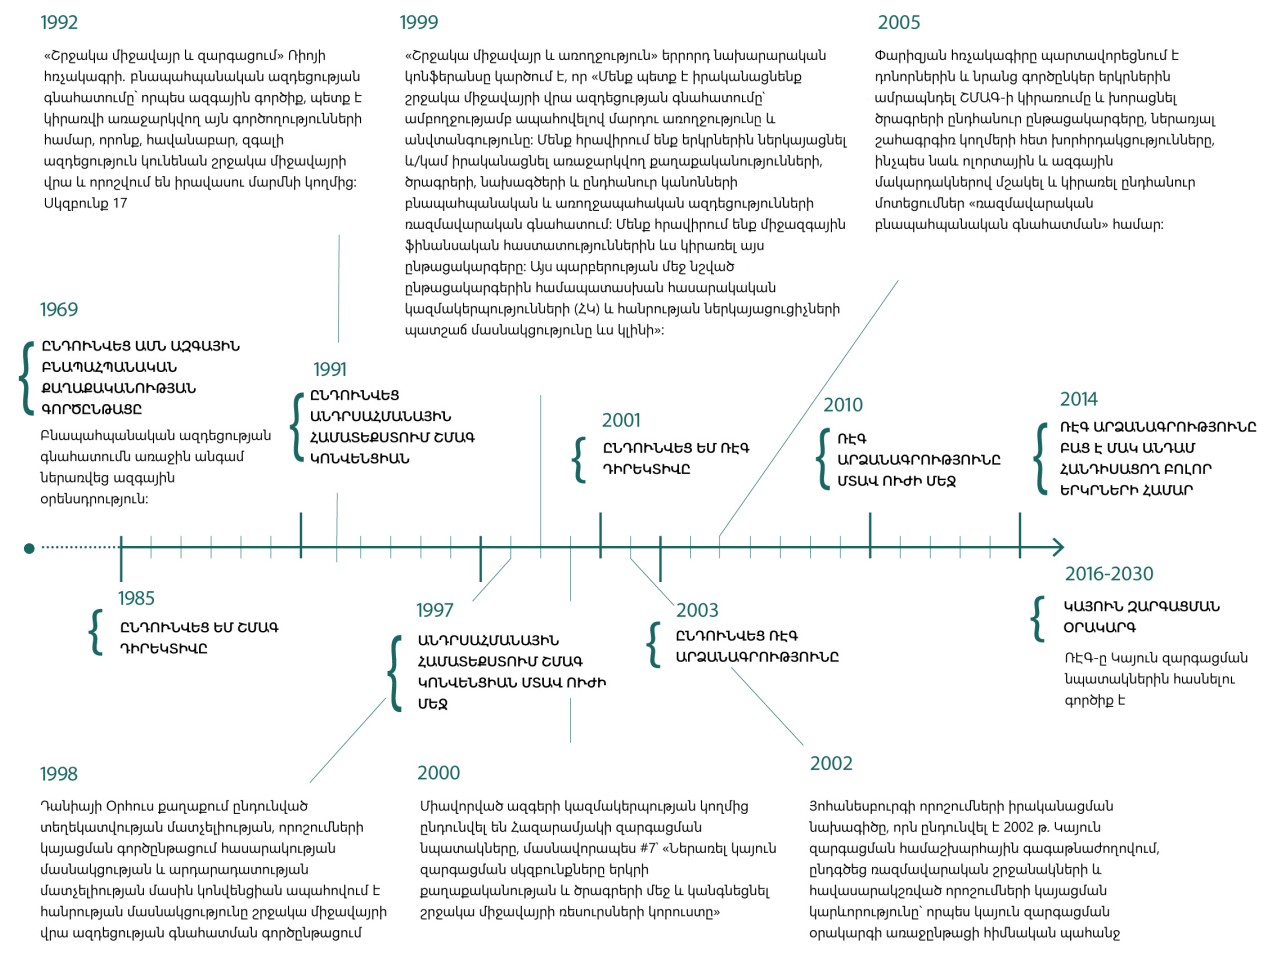 1992
«Շրջակա միջավայր և զարգացում» Ռիոյի
հռչակագրի. բնապահպանական ազդեցության
գնահատումը՝ որպես ազգային գործիք, պետք է
կիրառվի առաջարկվող այն գործողությունների
համար, որոնք, հավանաբար, զգալի
ազդեցություն կունենան շրջակա միջավայրի
վրա և որոշվում են իրավասու մարմնի կողմից:
Սկզբունք 17
1999
«Շրջակա միջավայր և առողջություն» երրորդ նախարարական
կոնֆերանսը կարծում է, որ «Մենք պետք է իրականացնենք
շրջակա միջավայրի վրա ազդեցության գնահատումը՝
ամբողջությամբ ապահովելով մարդու առողջությունը և
անվտանգությունը: Մենք հրավիրում ենք երկրներին ներկայացնել
և/կամ իրականացնել առաջարկվող քաղաքականությունների,
ծրագրերի, նախագծերի և ընդհանուր կանոնների
բնապահպանական և առողջապահական ազդեցությունների
ռազմավարական գնահատում: Մենք հրավիրում ենք միջազգային
ֆինանսական հաստատություններին ևս կիրառել այս
ընթացակարգերը: Այս պարբերության մեջ նշված
ընթացակարգերին համապատասխան հասարակական
կազմակերպությունների (ՀԿ) և հանրության ներկայացուցիչների
պատշաճ մասնակցությունը ևս կլինի»:
2005
Փարիզյան հռչակագիրը պարտավորեցնում է
դոնորներին և նրանց գործընկեր երկրներին
ամրապնդել ՇՄԱԳ-ի կիրառումը և խորացնել
ծրագրերի ընդհանուր ընթացակարգերը, ներառյալ
շահագրգիռ կողմերի հետ խորհրդակցությունները,
ինչպես նաև ոլորտային և ազգային
մակարդակներով մշակել և կիրառել ընդհանուր
մոտեցումներ «ռազմավարական
բնապահպանական գնահատման» համար:
1969
ԸՆԴՈՒՆՎԵՑ ԱՄՆ ԱԶԳԱՅԻՆ
ԲՆԱՊԱՀՊԱՆԱԿԱՆ
ՔԱՂԱՔԱԿԱՆՈՒԹՅԱՆ
ԳՈՐԾԸՆԹԱՑԸ
Բնապահպանական ազդեցության
գնահատումն առաջին անգամ
ներառվեց ազգային
օրենսդրություն:
1991
ԸՆԴՈՒՆՎԵՑ
ԱՆԴՐՍԱՀՄԱՆԱՅԻՆ
ՀԱՄԱՏԵՔՍՏՈՒՄ ՇՄԱԳ
ԿՈՆՎԵՆՑԻԱՆ
2001
ԸՆԴՈՒՆՎԵՑ ԵՄ ՌԷԳ
ԴԻՐԵԿՏԻՎԸ
2010
ՌԷԳ
ԱՐՁԱՆԱԳՐՈՒԹՅՈՒՆԸ
ՄՏԱՎ ՈՒԺԻ ՄԵՋ
2014
ՌԷԳ ԱՐՁԱՆԱԳՐՈՒԹՅՈՒՆԸ
ԲԱՑ Է ՄԱԿ ԱՆԴԱՄ
ՀԱՆԴԻՍԱՑՈՂ ԲՈԼՈՐ
ԵՐԿՐՆԵՐԻ ՀԱՄԱՐ
1985
ԸՆԴՈՒՆՎԵՑ ԵՄ ՇՄԱԳ
ԴԻՐԵԿՏԻՎԸ
1997
ԱՆԴՐՍԱՀՄԱՆԱՅԻՆ
ՀԱՄԱՏԵՔՍՏՈՒՄ ՇՄԱԳ
ԿՈՆՎԵՆՑԻԱՆ ՄՏԱՎ ՈՒԺԻ
ՄԵՋ
2003
ԸՆԴՈՒՆՎԵՑ ՌԷԳ
ԱՐՁԱՆԱԳՐՈՒԹՅՈՒՆԸ
2016-2030
ԿԱՅՈՒՆ ԶԱՐԳԱՑՄԱՆ
ՕՐԱԿԱՐԳ
ՌԷԳ-ը Կայուն զարգացման
նպատակներին հասնելու
գործիք է
1998
Դանիայի Օրհուս քաղաքում ընդունված
տեղեկատվության մատչելիության, որոշումների
կայացման գործընթացում հասարակության
մասնակցության և արդարադատության
մատչելիության մասին կոնվենցիան ապահովում է
հանրության մասնակցությունը շրջակա միջավայրի
վրա ազդեցության գնահատման գործընթացում
2000
Միավորված ազգերի կազմակերպության կողմից
ընդունվել են Հազարամյակի զարգացման
նպատակները, մասնավորապես #7՝ «Ներառել կայուն
զարգացման սկզբունքները երկրի
քաղաքականության և ծրագրերի մեջ և կանգնեցնել
շրջակա միջավայրի ռեսուրսների կորուստը»
2002
Յոհանեսբուրգի որոշումների իրականացման
նախագիծը, որն ընդունվել է 2002 թ. Կայուն
զարգացման համաշխարհային գագաթնաժողովում,
ընդգծեց ռազմավարական շրջանակների և
հավասարակշռված որոշումների կայացման
կարևորությունը՝ որպես կայուն զարգացման
օրակարգի առաջընթացի հիմնական պահանջ